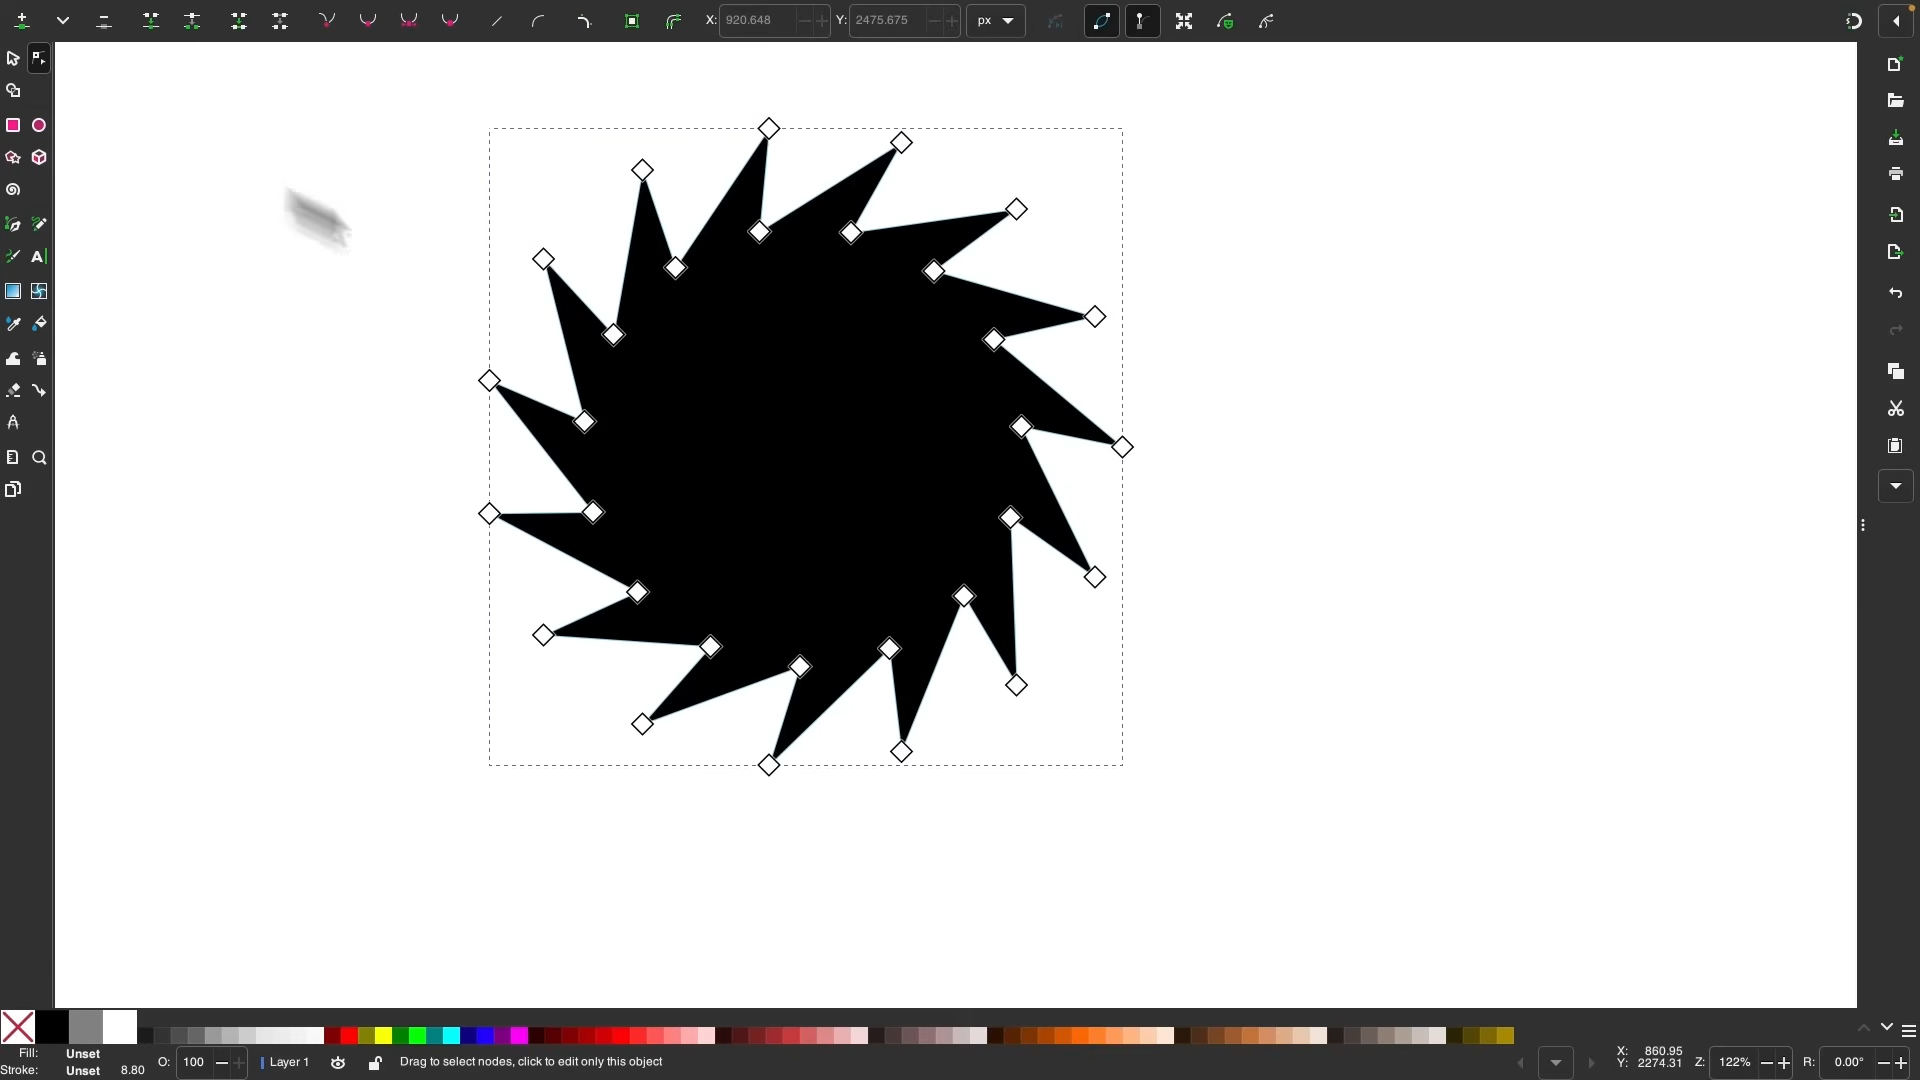 X: 920.648
Y: 2475.675
px
A
Fill: Unset
Stroke: Unset 8.80
O: 100
Layer 1
Drag to select nodes, click to edit only this object
X: 860.95
Y: 2274.31
Z: 122%
R: 0.00°